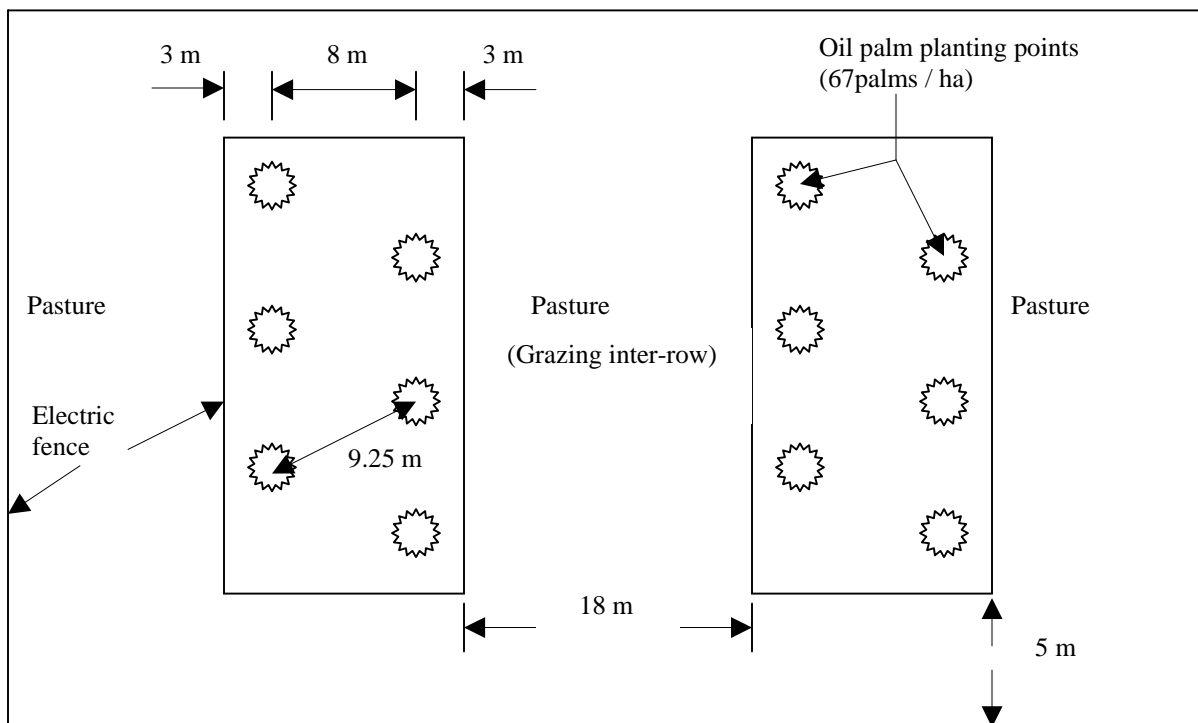 3 m
8 m
3 m
Oil palm planting points
(67palms / ha)
Pasture
Pasture
(Grazing inter-row)
Pasture
Electric
fence
9.25 m
18 m
5 m